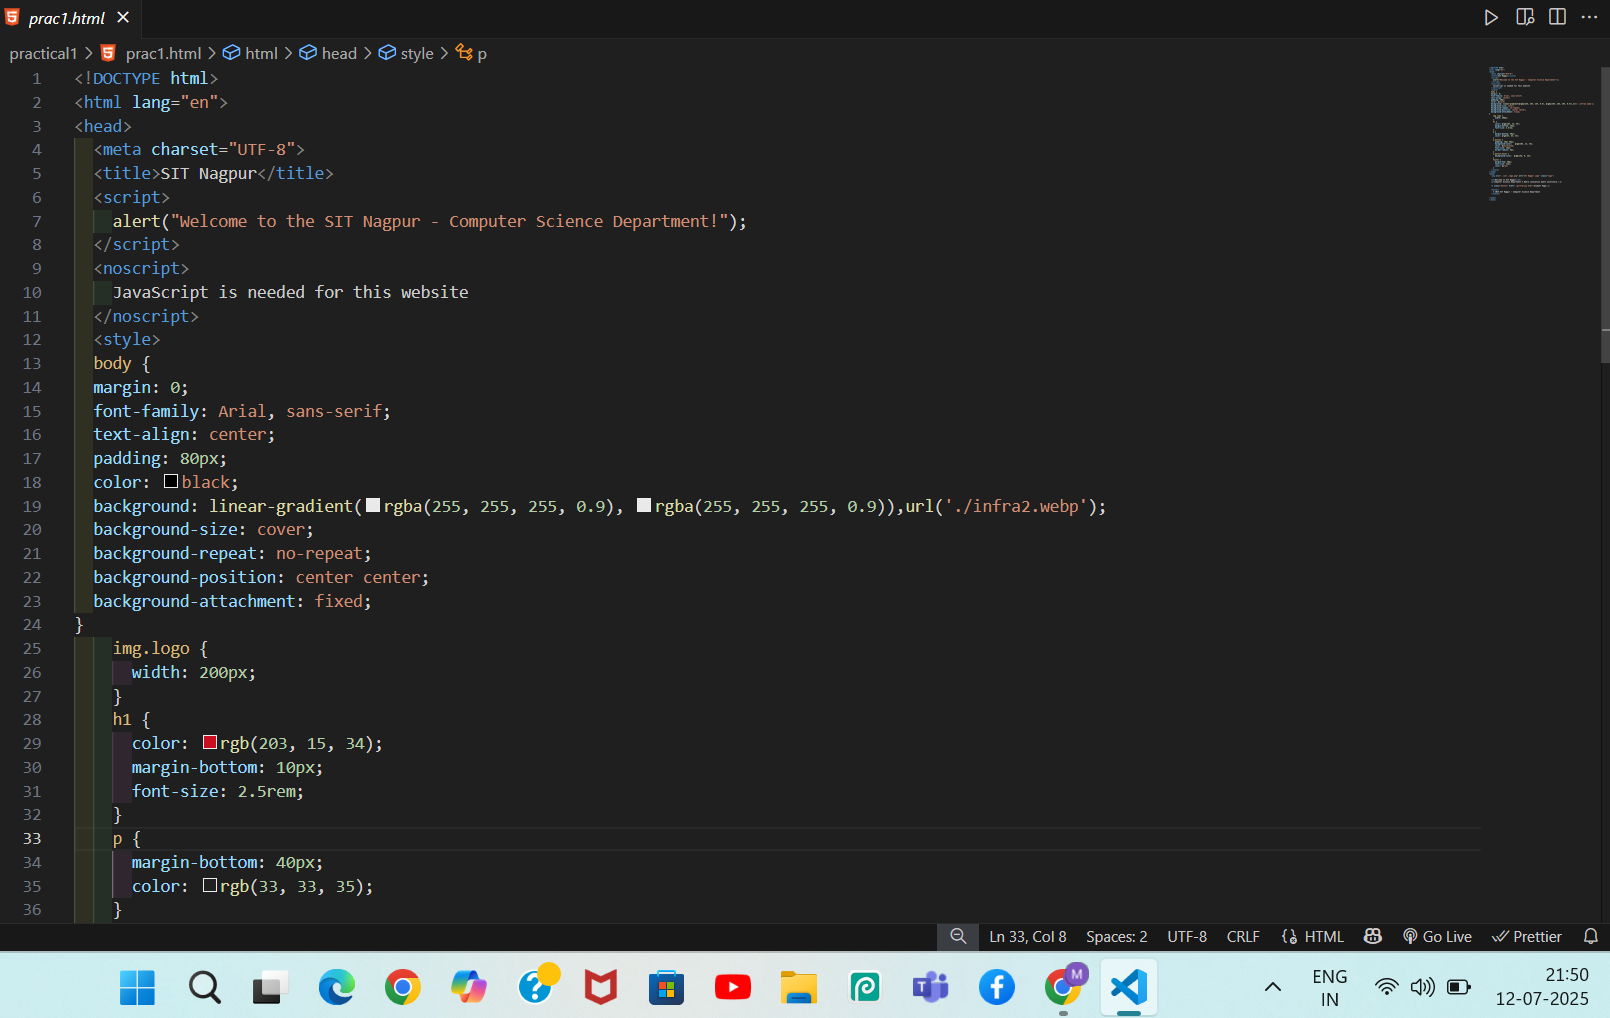 prac1.html
practical1 > prac1.html > html > head > style > p
1 <!DOCTYPE html>
2 <html lang="en">
3 <head>
4 <meta charset="UTF-8">
5 <title>SIT Nagpur</title>
6 <script>
7 alert("Welcome to the SIT Nagpur - Computer Science Department!");
8 </script>
9 <noscript>
10 JavaScript is needed for this website
11 </noscript>
12 <style>
13 body {
14 margin: 0;
15 font-family: Arial, sans-serif;
16 text-align: center;
17 padding: 80px;
18 color: black;
19 background: linear-gradient(rgba(255, 255, 255, 0.9), rgba(255, 255, 255, 0.9)),url('./infra2.webp');
20 background-size: cover;
21 background-repeat: no-repeat;
22 background-position: center center;
23 background-attachment: fixed;
24 }
25 img.logo {
26 width: 200px;
27 }
28 h1 {
29 color: rgb(203, 15, 34);
30 margin-bottom: 10px;
31 font-size: 2.5rem;
32 }
33 p {
34 margin-bottom: 40px;
35 color: rgb(33, 33, 35);
36 }
Ln 33, Col 8 Spaces: 2 UTF-8 CRLF {} HTML Go Live Prettier
M
ENG
IN
21:50
12-07-2025